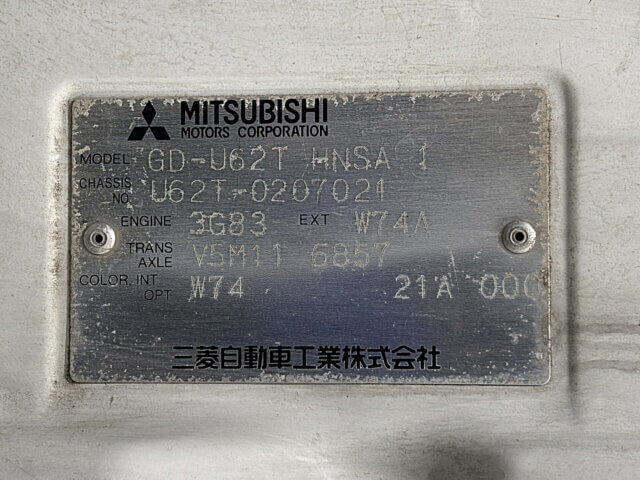 MITSUBISHI
MOTORS CORPORATION
MODEL GD-U62T HNSA 1
CHASSIS NO. U62T-0207021
ENGINE 3G83 EXT W74A
TRANS AXLE V5M11 6857
COLOR, INT OPT W74 21A 000
三菱自動車工業株式会社